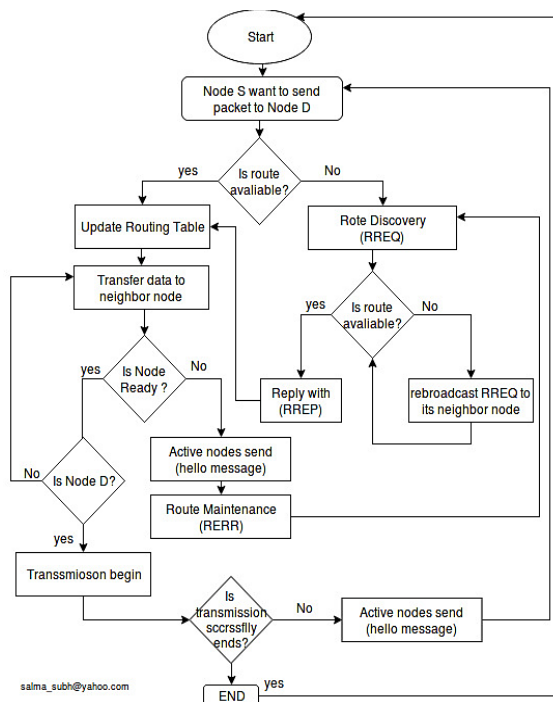 Start
Node S want to send
packet to Node D
Is route
avaliable?
yes
No
Update Routing Table
Rote Discovery
(RREQ)
Transfer data to
neighbor node
Is route
avaliable?
yes
No
Is Node
Ready ?
yes
No
Reply with
(RREP)
rebroadcast RREQ to
its neighbor node
Active nodes send
(hello message)
Is Node D?
No
yes
Route Maintenance
(RERR)
Transsmioson begin
Is
transmission
sccrssflly
ends?
No
Active nodes send
(hello message)
yes
END
salma_subh@yahoo.com